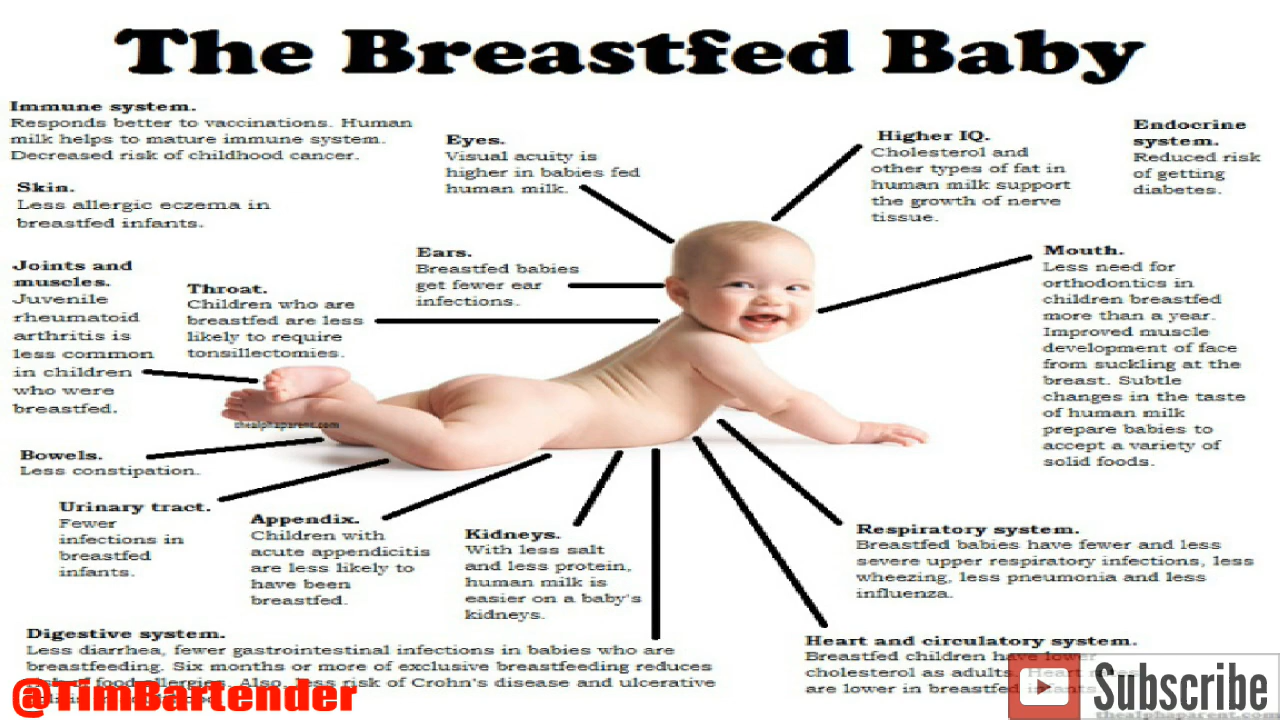 The Breastfed Baby
Immune system.
Responds better to vaccinations. Human
milk helps to mature immune system.
Decreased risk of childhood cancer.
Skin.
Less allergic eczema in
breastfed infants.
Joints and
muscles.
Juvenile
rheumatoid
arthritis is
less common
in children
who were
breastfed.
Throat.
Children who are
breastfed are less
likely to require
tonsillectomies.
Eyes.
Visual acuity is
higher in babies fed
human milk.
Ears.
Breastfed babies
get fewer ear
infections.
Higher IQ.
Cholesterol and
other types of fat in
human milk support
the growth of nerve
tissue.
Endocrine
system.
Reduced risk
of getting
diabetes.
Mouth.
Less need for
orthodontics in
children breastfed
more than a year.
Improved muscle
development of face
from suckling at the
breast. Subtle
changes in the taste
of human milk
prepare babies to
accept a variety of
solid foods.
thealphaparent.com
Bowels.
Less constipation.
Urinary tract.
Fewer
infections in
breastfed
infants.
Appendix.
Children with
acute appendicitis
are less likely to
have been
breastfed.
Kidneys.
With less salt
and less protein,
human milk is
easier on a baby's
kidneys.
Respiratory system.
Breastfed babies have fewer and less
severe upper respiratory infections, less
wheezing, less pneumonia and less
influenza.
Digestive system.
Less diarrhea, fewer gastrointestinal infections in babies who are
breastfeeding. Six months or more of exclusive breastfeeding reduces
food allergies. Also, less risk of Crohn's disease and ulcerative
@TimBartender
Heart and circulatory system.
Breastfed children have lower
cholesterol as adults. Heart
are lower in breastfed infants
Subscribe
thealphaparent.com